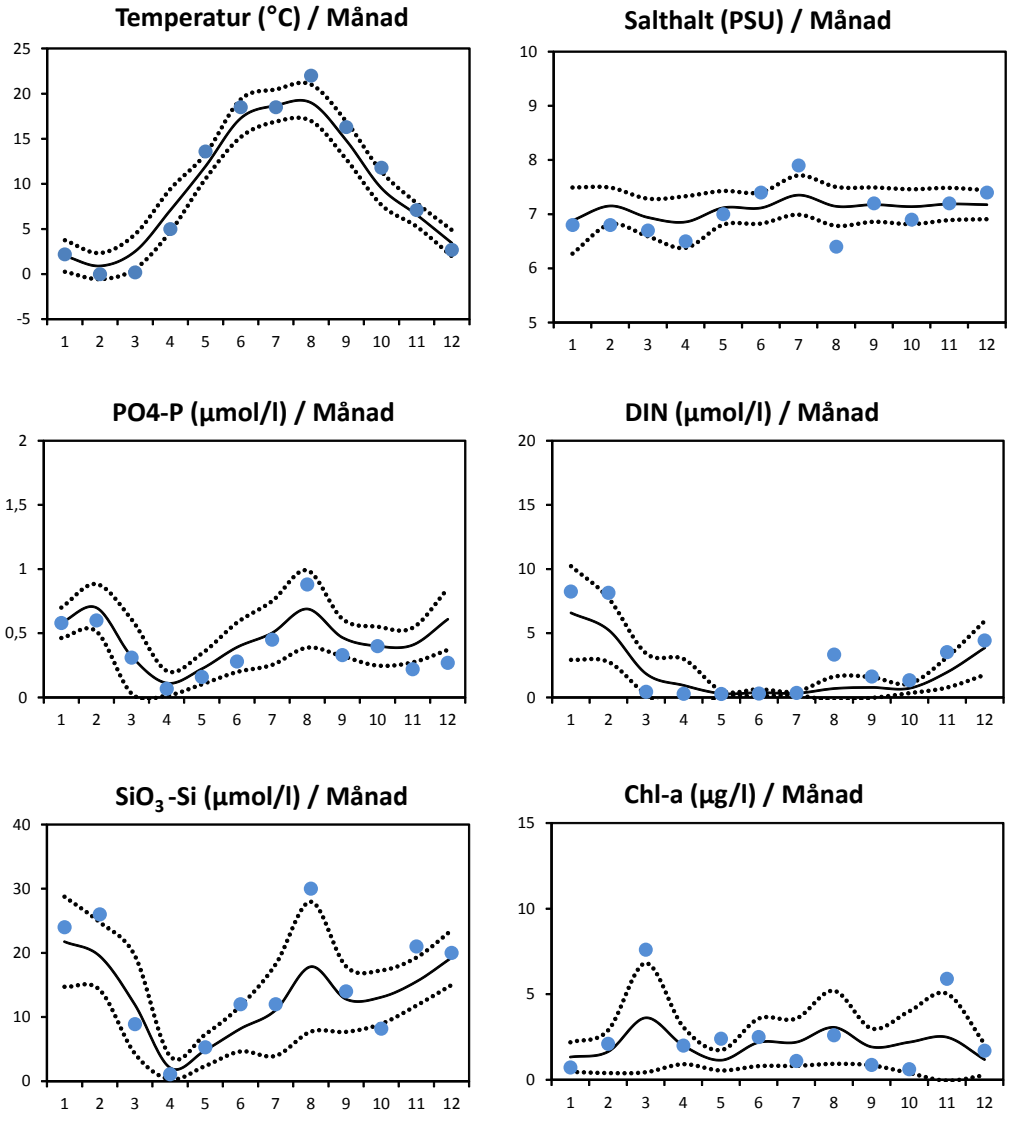 Temperatur (°C) / Månad
25
20
15
10
5
0
-5
1 2 3 4 5 6 7 8 9 10 11 12
Salthalt (PSU) / Månad
10
9
8
7
6
5
1 2 3 4 5 6 7 8 9 10 11 12
PO4-P (µmol/l) / Månad
2
1,5
1
0,5
0
1 2 3 4 5 6 7 8 9 10 11 12
DIN (µmol/l) / Månad
20
15
10
5
0
1 2 3 4 5 6 7 8 9 10 11 12
SiO₃-Si (µmol/l) / Månad
40
30
20
10
0
1 2 3 4 5 6 7 8 9 10 11 12
Chl-a (µg/l) / Månad
15
10
5
0
1 2 3 4 5 6 7 8 9 10 11 12